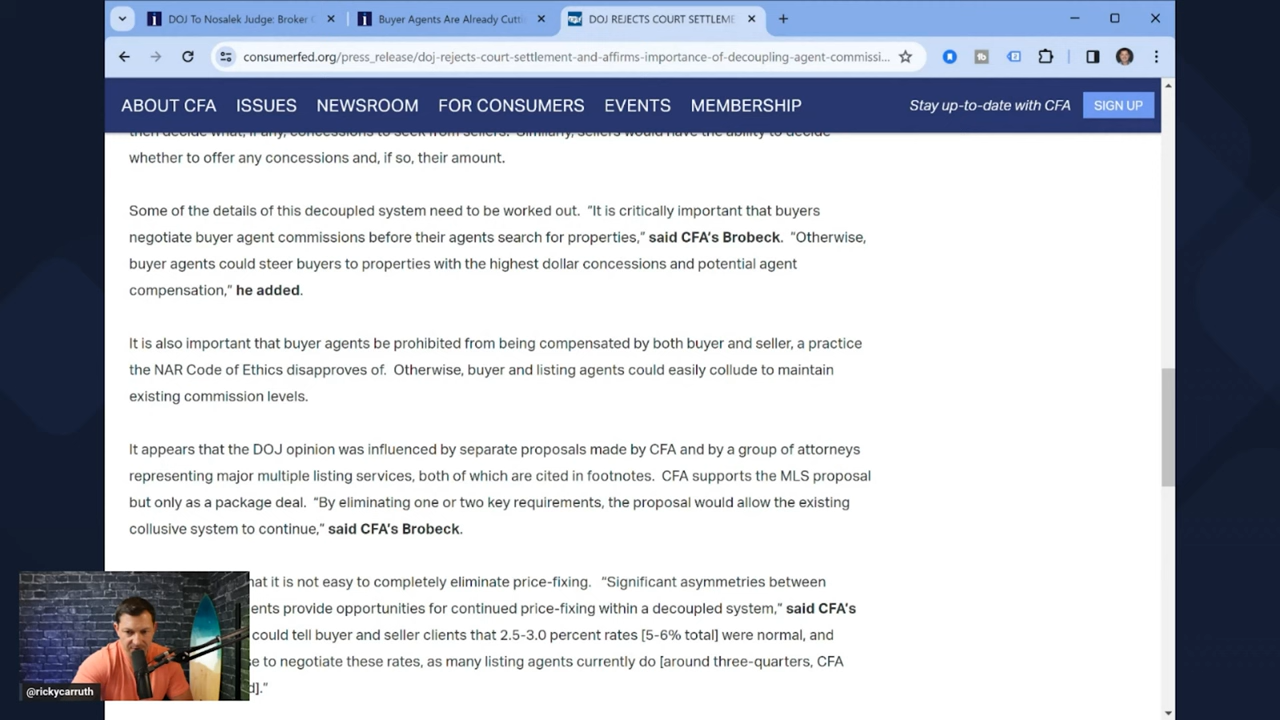 DOJ To Nosalek Judge: Broker
Buyer Agents Are Already Cutti
DOJ REJECTS COURT SETTLEME
consumerfed.org/press_release/doj-rejects-court-settlement-and-affirms-importance-of-decoupling-agent-commissi...
ABOUT CFA ISSUES NEWSROOM FOR CONSUMERS EVENTS MEMBERSHIP Stay up-to-date with CFA SIGN UP
then decide what, if any, concessions to seek from sellers. Similarly, sellers would have the ability to decide
whether to offer any concessions and, if so, their amount.
Some of the details of this decoupled system need to be worked out. “It is critically important that buyers
negotiate buyer agent commissions before their agents search for properties,” said CFA’s Brobeck. “Otherwise,
buyer agents could steer buyers to properties with the highest dollar concessions and potential agent
compensation,” he added.
It is also important that buyer agents be prohibited from being compensated by both buyer and seller, a practice
the NAR Code of Ethics disapproves of. Otherwise, buyer and listing agents could easily collude to maintain
existing commission levels.
It appears that the DOJ opinion was influenced by separate proposals made by CFA and by a group of attorneys
representing major multiple listing services, both of which are cited in footnotes. CFA supports the MLS proposal
but only as a package deal. “By eliminating one or two key requirements, the proposal would allow the existing
collusive system to continue,” said CFA’s Brobeck.
hat it is not easy to completely eliminate price-fixing. “Significant asymmetries between
ents provide opportunities for continued price-fixing within a decoupled system,” said CFA’s
could tell buyer and seller clients that 2.5-3.0 percent rates [5-6% total] were normal, and
e to negotiate these rates, as many listing agents currently do [around three-quarters, CFA
d].”
@rickycarruth